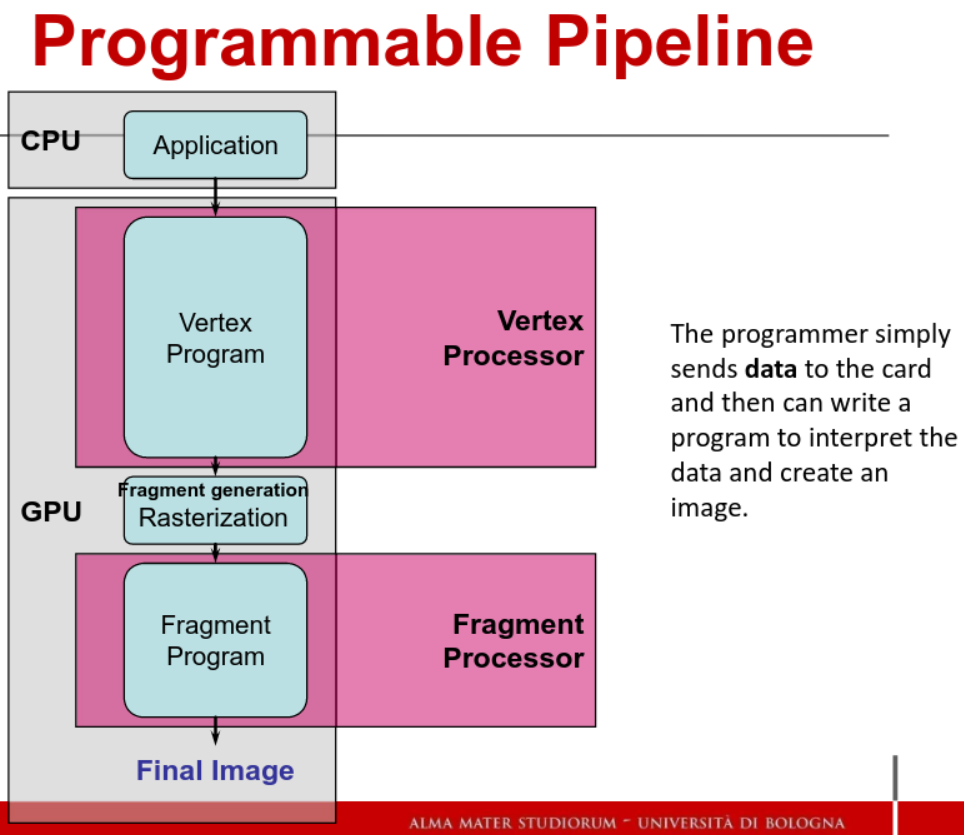 Programmable Pipeline
CPU
Application
Vertex
Program
Vertex
Processor
The programmer simply
sends data to the card
and then can write a
program to interpret the
data and create an
image.
GPU
Fragment generation
Rasterization
Fragment
Program
Fragment
Processor
Final Image
ALMA MATER STUDIORUM ~ UNIVERSITÀ DI BOLOGNA